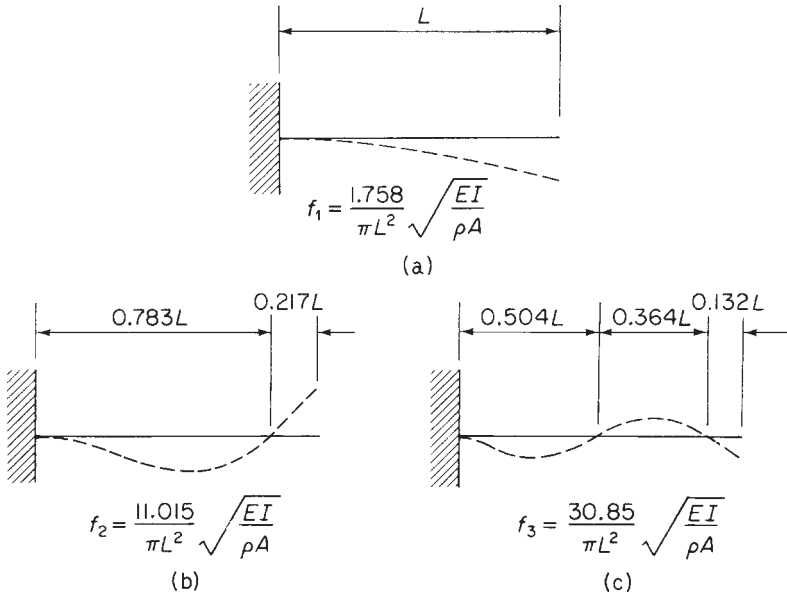 L
f₁ = 1.758/πL² √EI/ρA
(a)
0.783L 0.217L
f₂ = 11.015/πL² √EI/ρA
(b)
0.504L 0.364L 0.132L
f₃ = 30.85/πL² √EI/ρA
(c)